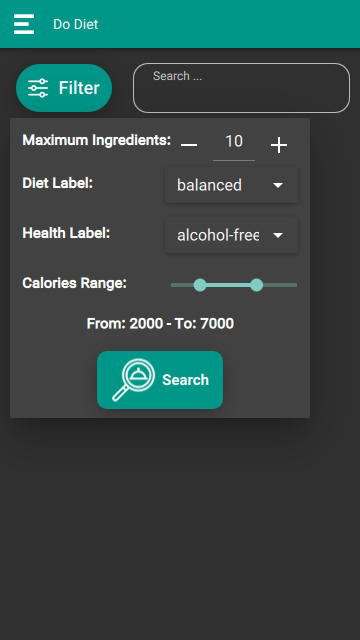 Do Diet
Filter
Search ...
Maximum Ingredients: 10
Diet Label: balanced
Health Label: alcohol-free
Calories Range:
From: 2000 - To: 7000
Search